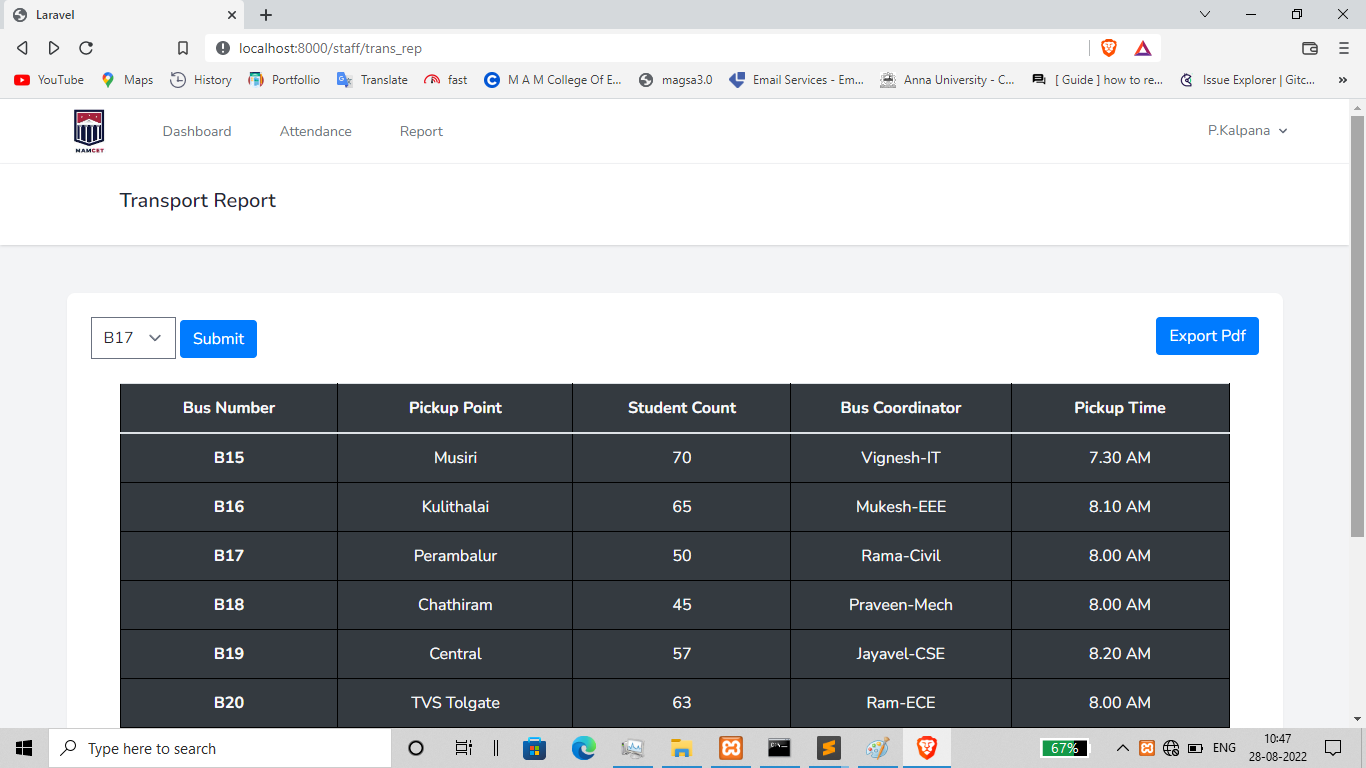 Laravel
localhost:8000/staff/trans_rep
YouTube Maps History Portfollio Translate fast M A M College Of E... magsa3.0 Email Services - Em... Anna University - C... [ Guide ] how to re... Issue Explorer | Gitc... »
NAMCET Dashboard Attendance Report P.Kalpana
Transport Report
B17 Submit Export Pdf
Bus Number Pickup Point Student Count Bus Coordinator Pickup Time
B15 Musiri 70 Vignesh-IT 7.30 AM
B16 Kulithalai 65 Mukesh-EEE 8.10 AM
B17 Perambalur 50 Rama-Civil 8.00 AM
B18 Chathiram 45 Praveen-Mech 8.00 AM
B19 Central 57 Jayavel-CSE 8.20 AM
B20 TVS Tolgate 63 Ram-ECE 8.00 AM
Type here to search 67% ENG 10:47
28-08-2022